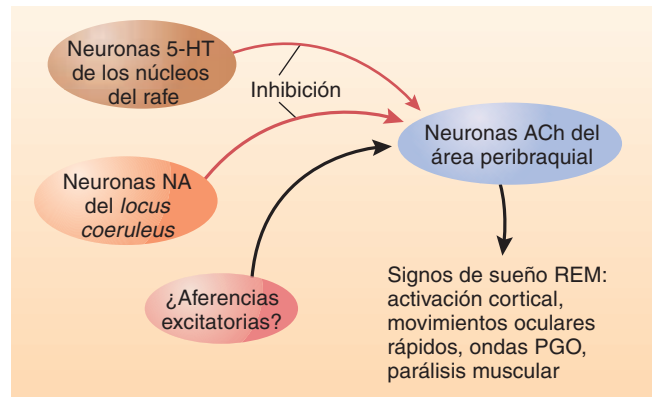 Neuronas 5-HT
de los núcleos
del rafe
Inhibición
Neuronas ACh del
área peribraquial
Neuronas NA
del locus
coeruleus
¿Aferencias
excitatorias?
Signos de sueño REM:
activación cortical,
movimientos oculares
rápidos, ondas PGO,
parálisis muscular